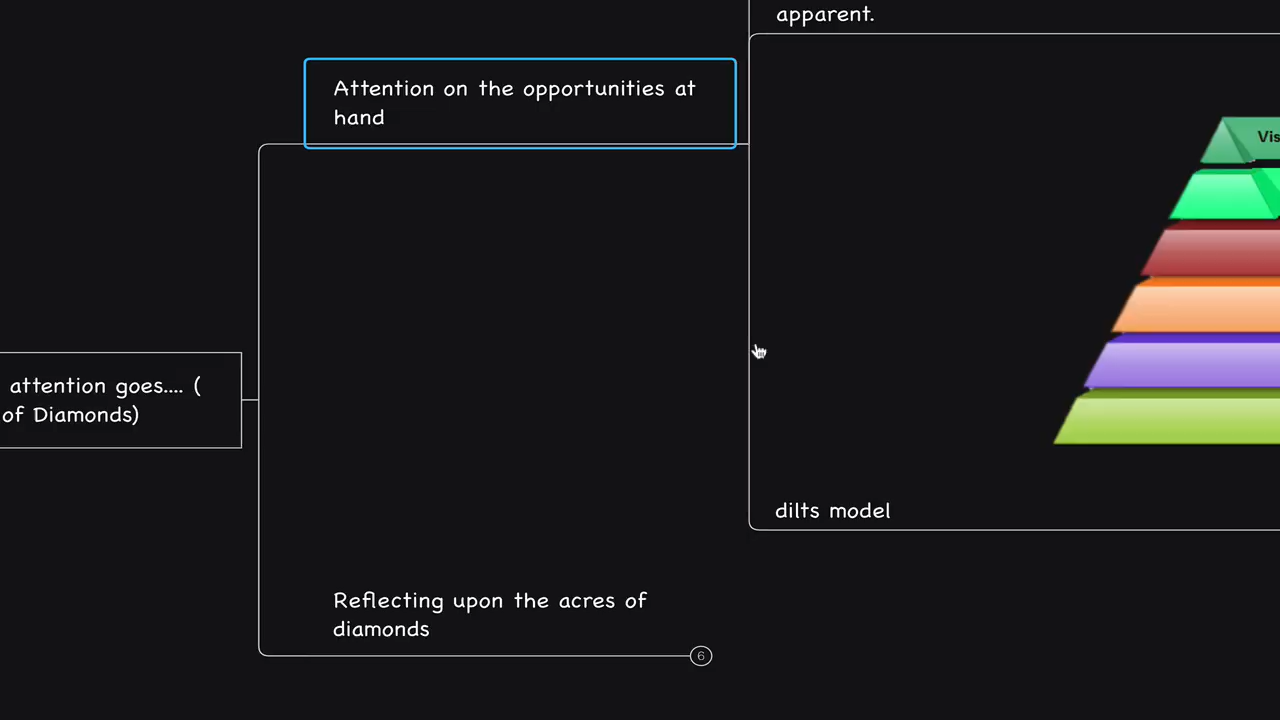 apparent.
Attention on the opportunities at
hand
Vis
attention goes.... (
of Diamonds)
dilts model
Reflecting upon the acres of
diamonds
6